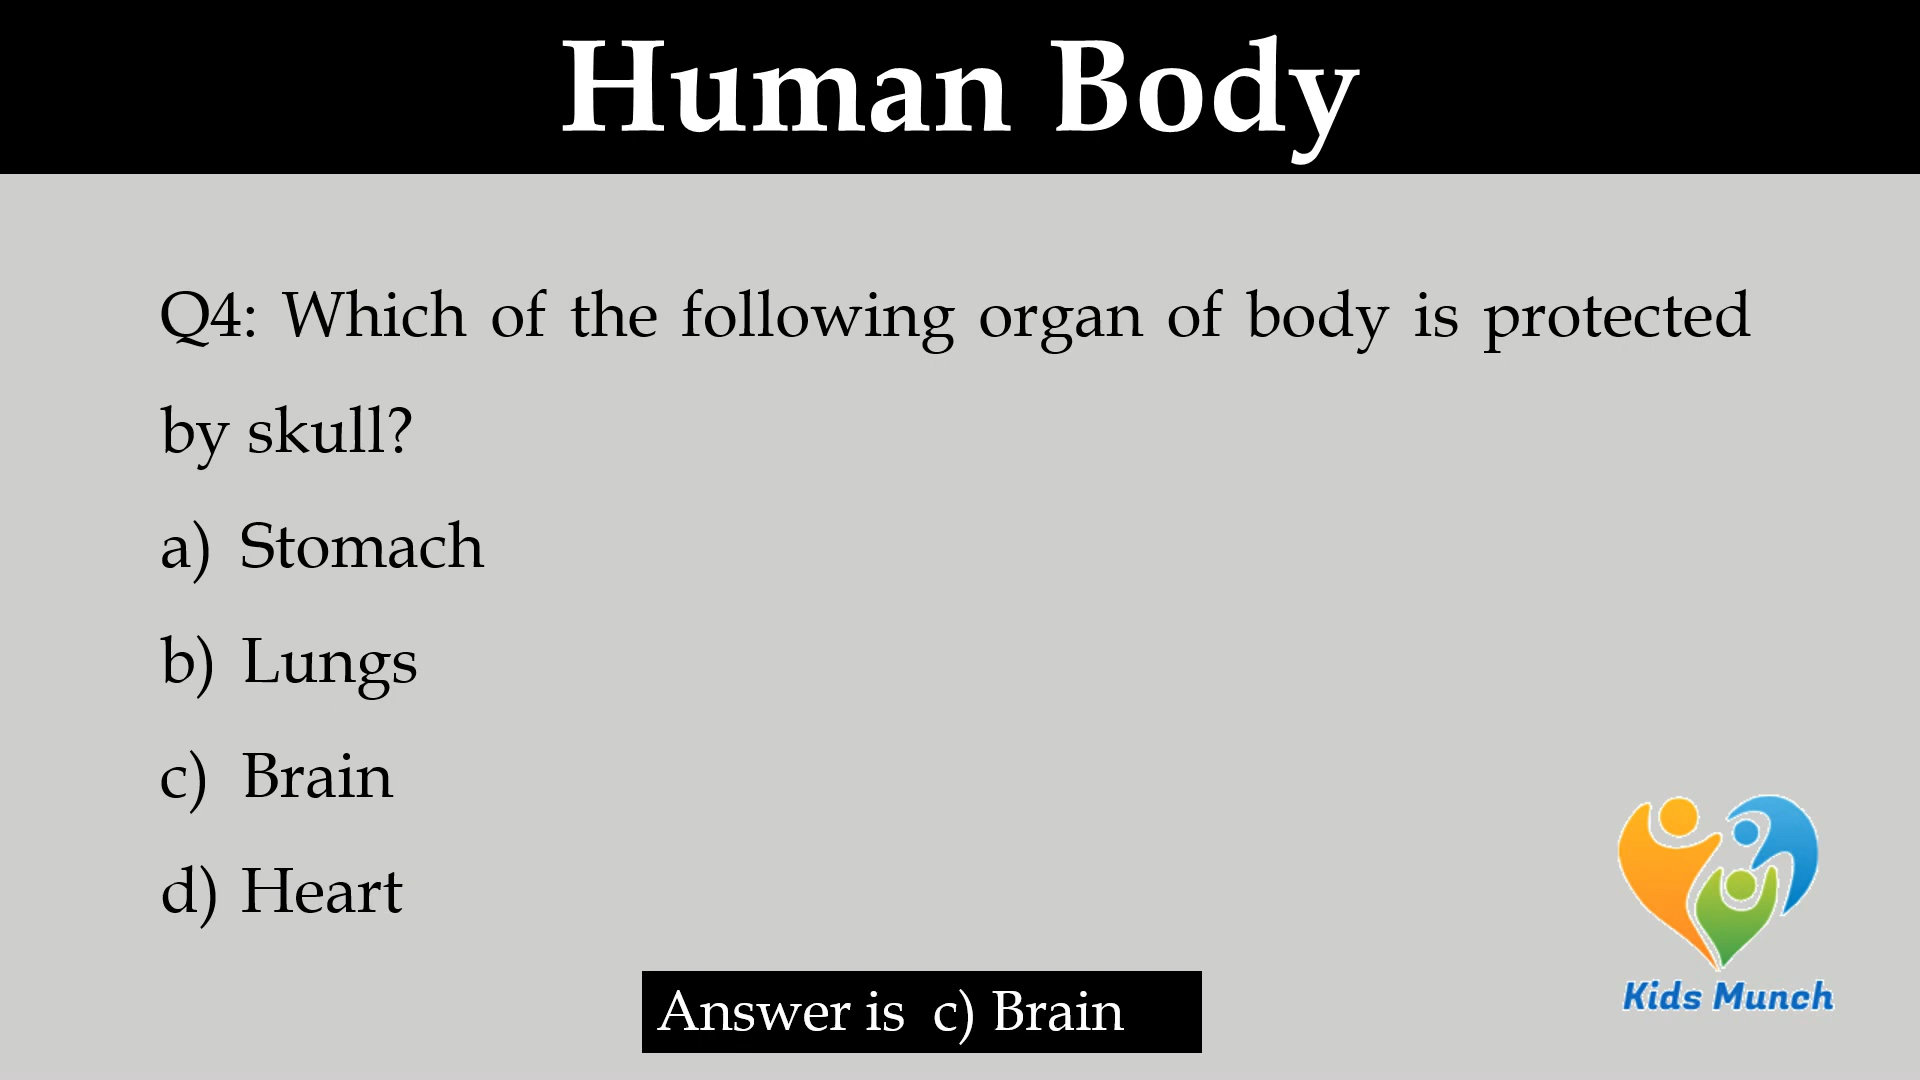 Human Body
Q4: Which of the following organ of body is protected
by skull?
a) Stomach
b) Lungs
c) Brain
d) Heart
Kids Munch
Answer is c) Brain